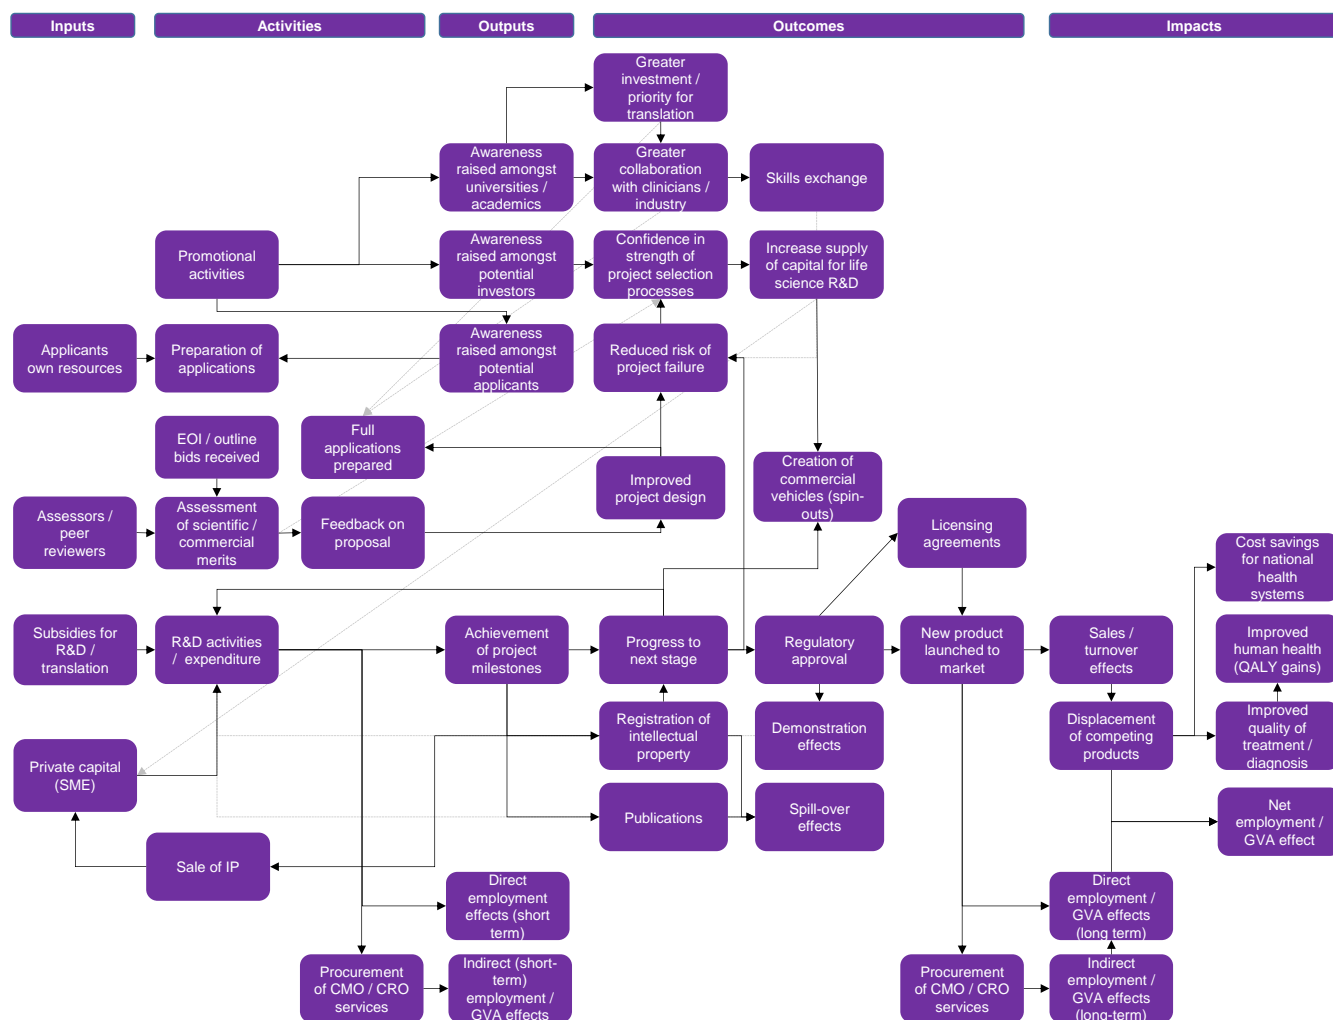 Inputs
Activities
Outputs
Outcomes
Impacts
Greater
investment /
priority for
translation
Awareness
raised amongst
universities /
academics
Greater
collaboration
with clinicians /
industry
Skills exchange
Promotional
activities
Awareness
raised amongst
potential
investors
Confidence in
strength of
project selection
processes
Increase supply
of capital for life
science R&D
Applicants
own resources
Preparation of
applications
Awareness
raised amongst
potential
applicants
Reduced risk of
project failure
EOI / outline
bids received
Full
applications
prepared
Improved
project design
Creation of
commercial
vehicles (spin-
outs)
Assessors /
peer
reviewers
Assessment
of scientific /
commercial
merits
Feedback on
proposal
Licensing
agreements
Cost savings
for national
health
systems
Subsidies for
R&D /
translation
R&D activities
/ expenditure
Achievement
of project
milestones
Progress to
next stage
Regulatory
approval
New product
launched to
market
Sales /
turnover
effects
Improved
human health
(QALY gains)
Registration of
intellectual
property
Demonstration
effects
Displacement
of competing
products
Improved
quality of
treatment /
diagnosis
Private capital
(SME)
Publications
Spill-over
effects
Net
employment /
GVA effect
Sale of IP
Direct
employment
effects (short
term)
Direct
employment /
GVA effects
(long term)
Procurement
of CMO / CRO
services
Indirect (short-
term)
employment /
GVA effects
Procurement
of CMO / CRO
services
Indirect
employment /
GVA effects
(long-term)